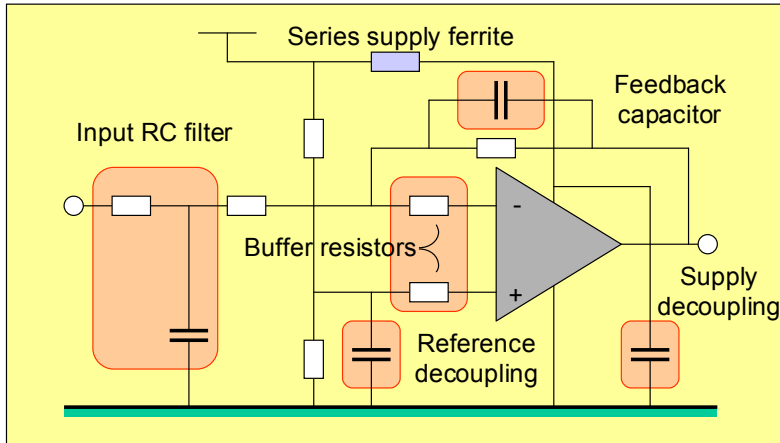 Series supply ferrite
Feedback
capacitor
Input RC filter
-
Buffer resistors
+
Supply
decoupling
Reference
decoupling